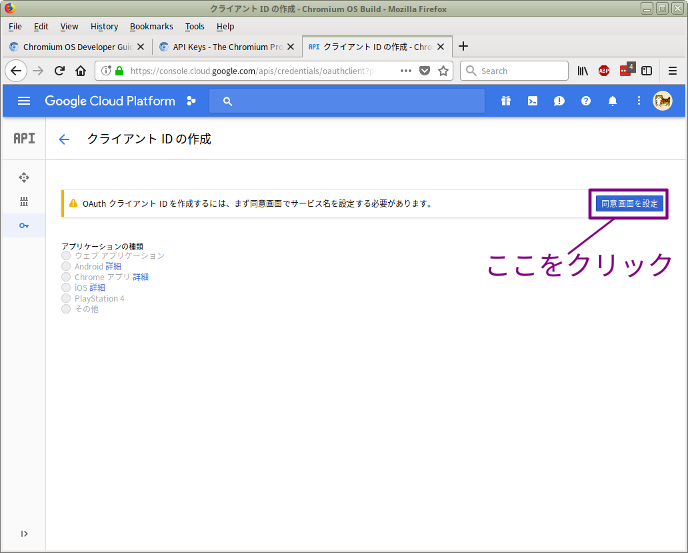 クライアント ID の作成 - Chromium OS Build - Mozilla Firefox
File Edit View History Bookmarks Tools Help
Chromium OS Developer Guid
API Keys - The Chromium Pro
API クライアント ID の作成 - Chro
https://console.cloud.google.com/apis/credentials/oauthclient?p
Search
ABP
4
Google Cloud Platform
API
クライアント ID の作成
OAuth クライアント ID を作成するには、まず同意画面でサービス名を設定する必要があります。
同意画面を設定
ここをクリック
アプリケーションの種類
ウェブ アプリケーション
Android 詳細
Chrome アプリ 詳細
iOS 詳細
PlayStation 4
その他